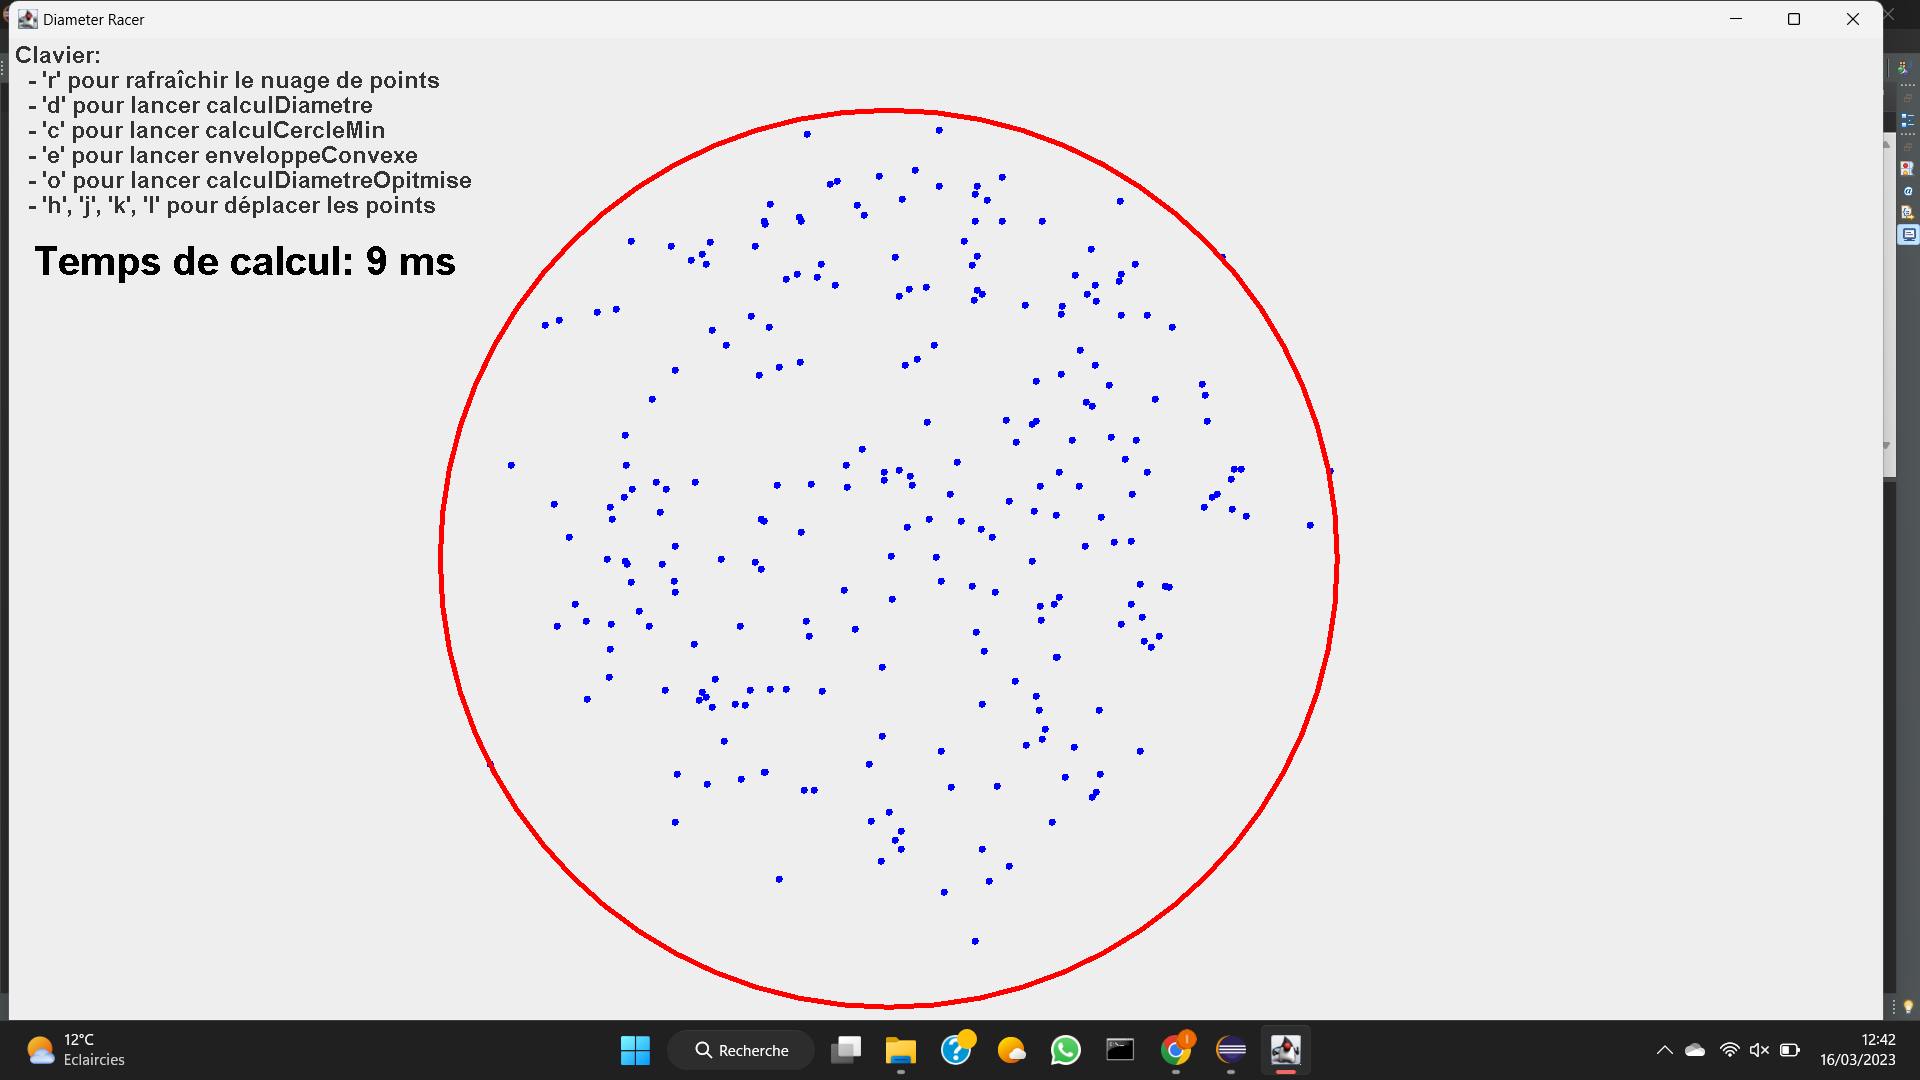 Diameter Racer
Clavier:
- 'r' pour rafraîchir le nuage de points
- 'd' pour lancer calculDiametre
- 'c' pour lancer calculCercleMin
- 'e' pour lancer enveloppeConvexe
- 'o' pour lancer calculDiametreOpitmise
- 'h', 'j', 'k', 'l' pour déplacer les points
Temps de calcul: 9 ms
12°C
Eclaircies
Recherche
1
12:42
16/03/2023